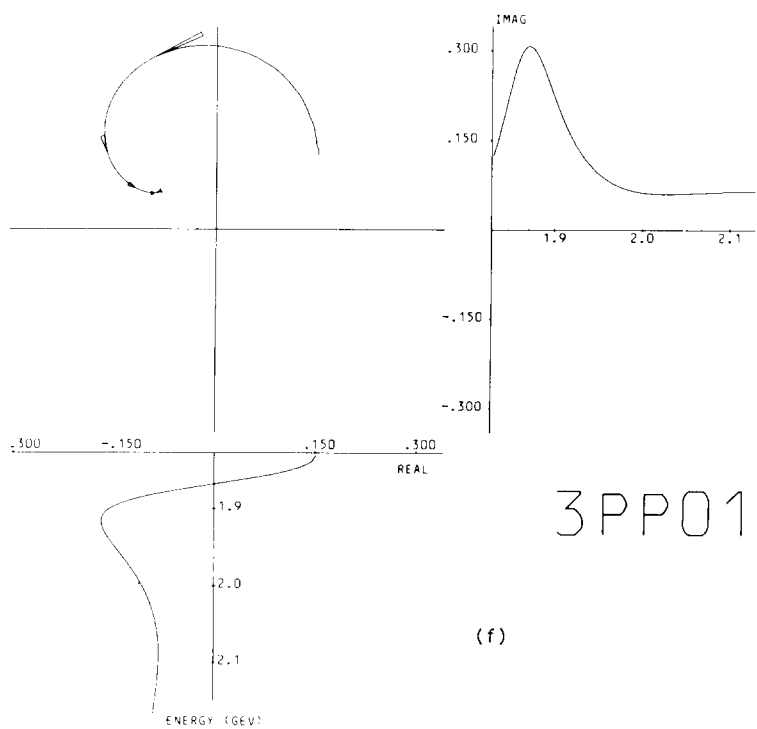 IMAG
.300
.150
1.9 2.0 2.1
-.150
-.300
.300 -.150 .150 .300
REAL
1.9
2.0
2.1
3PP01
(f)
ENERGY (GEV)